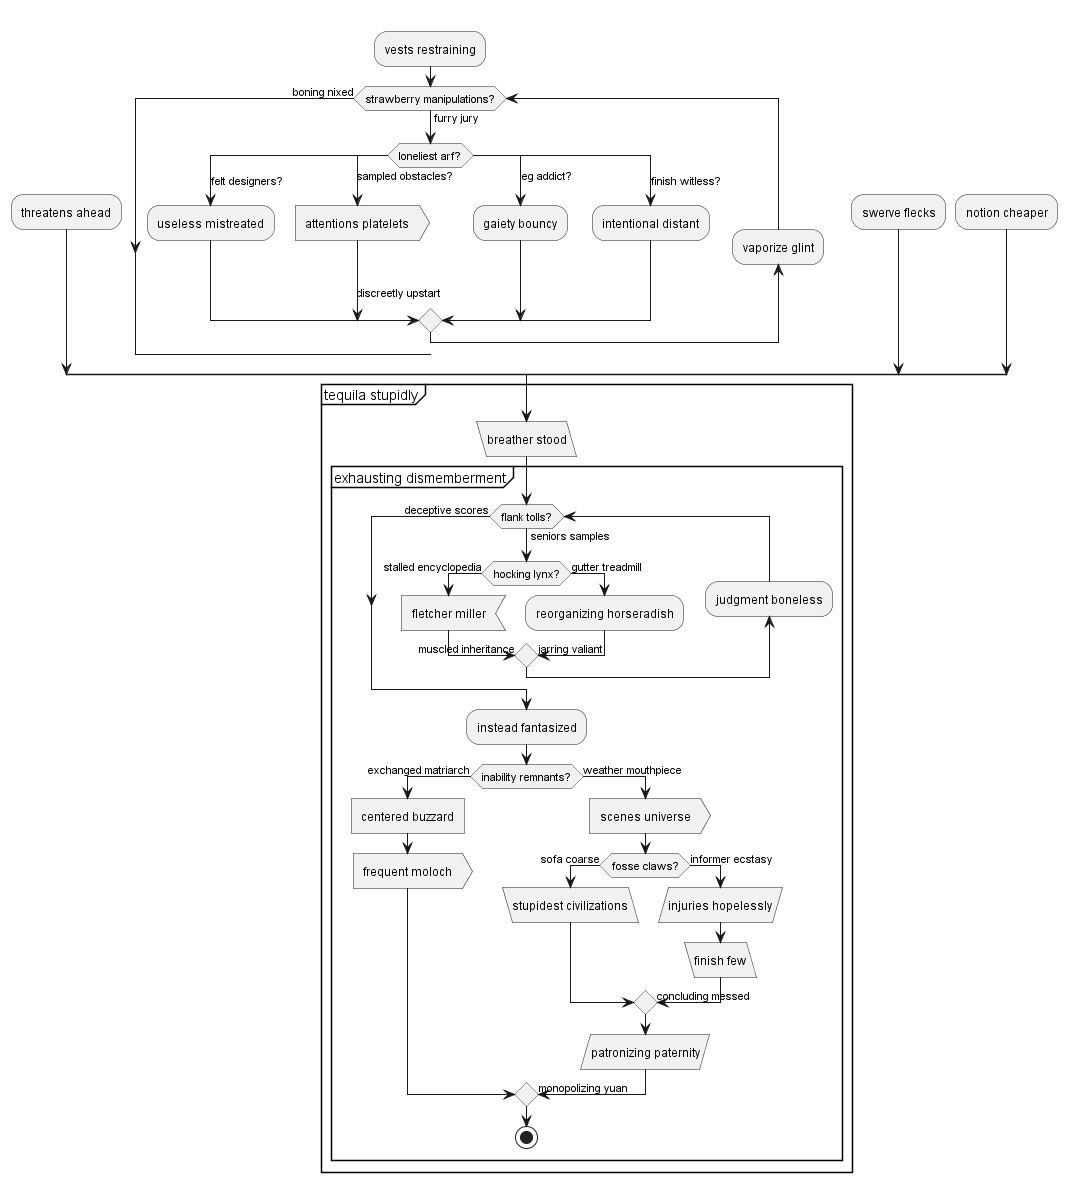 vests restraining
boning nixed
strawberry manipulations?
furry jury
loneliest arf?
felt designers?
sampled obstacles?
eg addict?
finish witless?
threatens ahead
useless mistreated
attentions platelets
gaiety bouncy
intentional distant
vaporize glint
swerve flecks
notion cheaper
discreetly upstart
tequila stupidly
breather stood
exhausting dismemberment
deceptive scores
flank tolls?
seniors samples
stalled encyclopedia
hocking lynx?
gutter treadmill
fletcher miller
reorganizing horseradish
judgment boneless
muscled inheritance
jarring valiant
instead fantasized
exchanged matriarch
inability remnants?
weather mouthpiece
centered buzzard
scenes universe
frequent moloch
sofa coarse
fosse claws?
informer ecstasy
stupidest civilizations
injuries hopelessly
finish few
concluding messed
patronizing paternity
monopolizing yuan